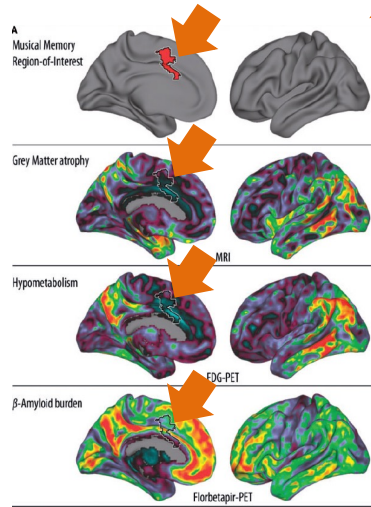 A
Musical Memory
Region-of-Interest
Grey Matter atrophy
MRI
Hypometabolism
FDG-PET
β-Amyloid burden
Florbetapir-PET